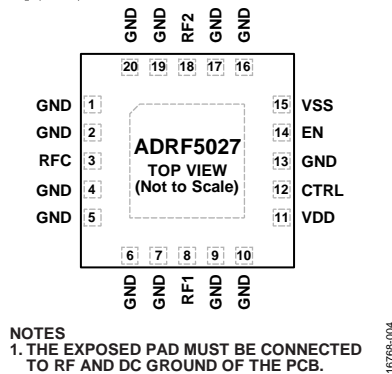 GND
GND
RF2
GND
GND
20 19 18 17 16
GND 1
GND 2
RFC 3
GND 4
GND 5
ADRF5027
TOP VIEW
(Not to Scale)
15 VSS
14 EN
13 GND
12 CTRL
11 VDD
6 7 8 9 10
GND
GND
RF1
GND
GND
NOTES
1. THE EXPOSED PAD MUST BE CONNECTED
TO RF AND DC GROUND OF THE PCB.
16768-004